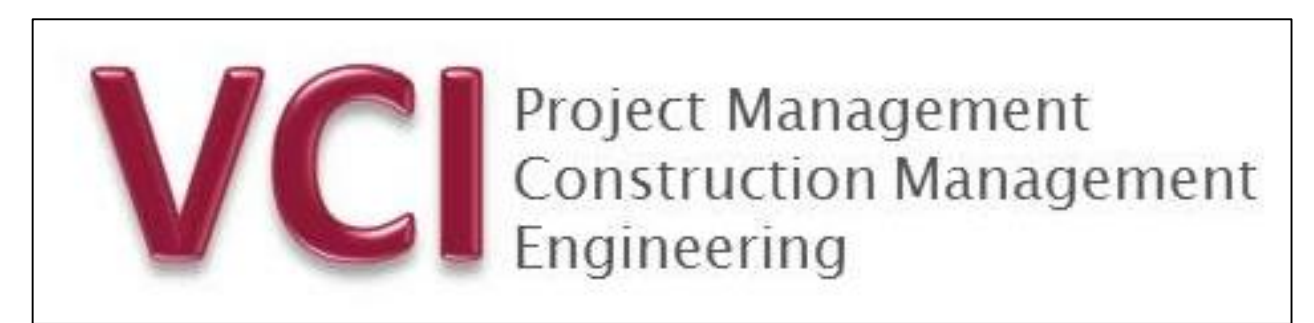 VCI
Project Management
Construction Management
Engineering